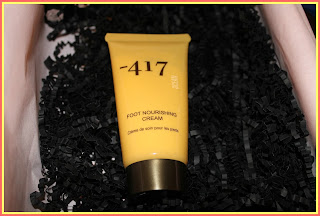 -417
FOOT NOURISHING
CREAM
Crème de soin pour les pieds